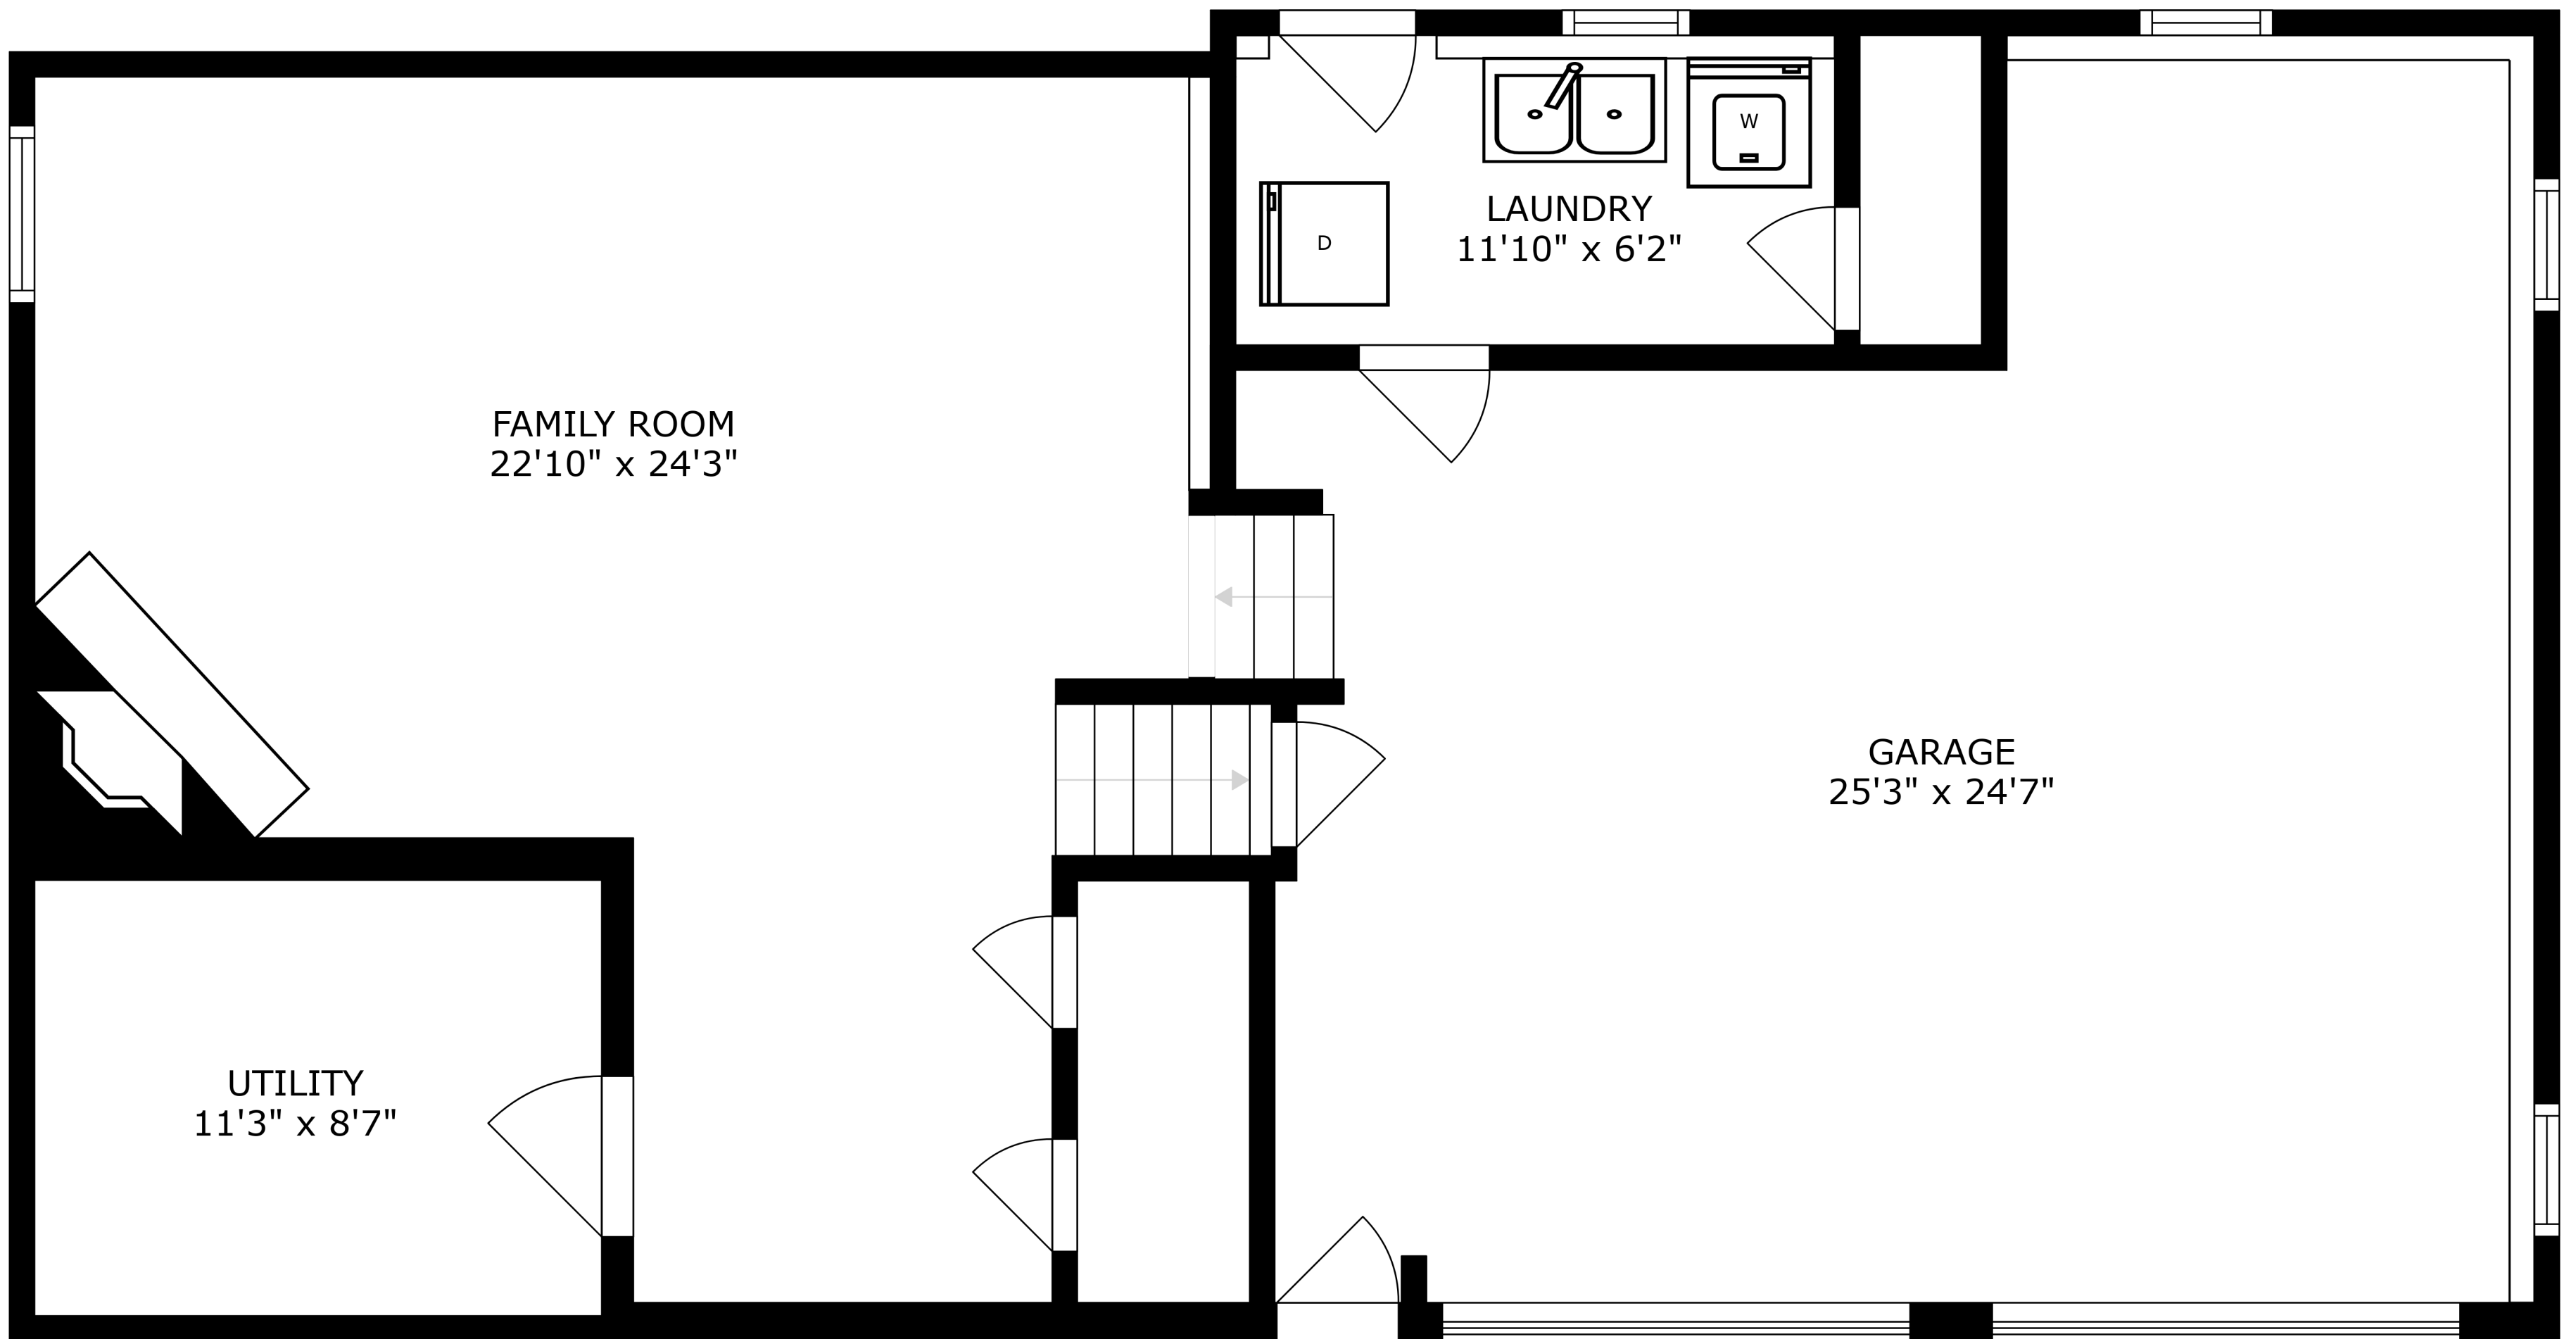 W
LAUNDRY
11'10" x 6'2"
D
FAMILY ROOM
22'10" x 24'3"
GARAGE
25'3" x 24'7"
UTILITY
11'3" x 8'7"